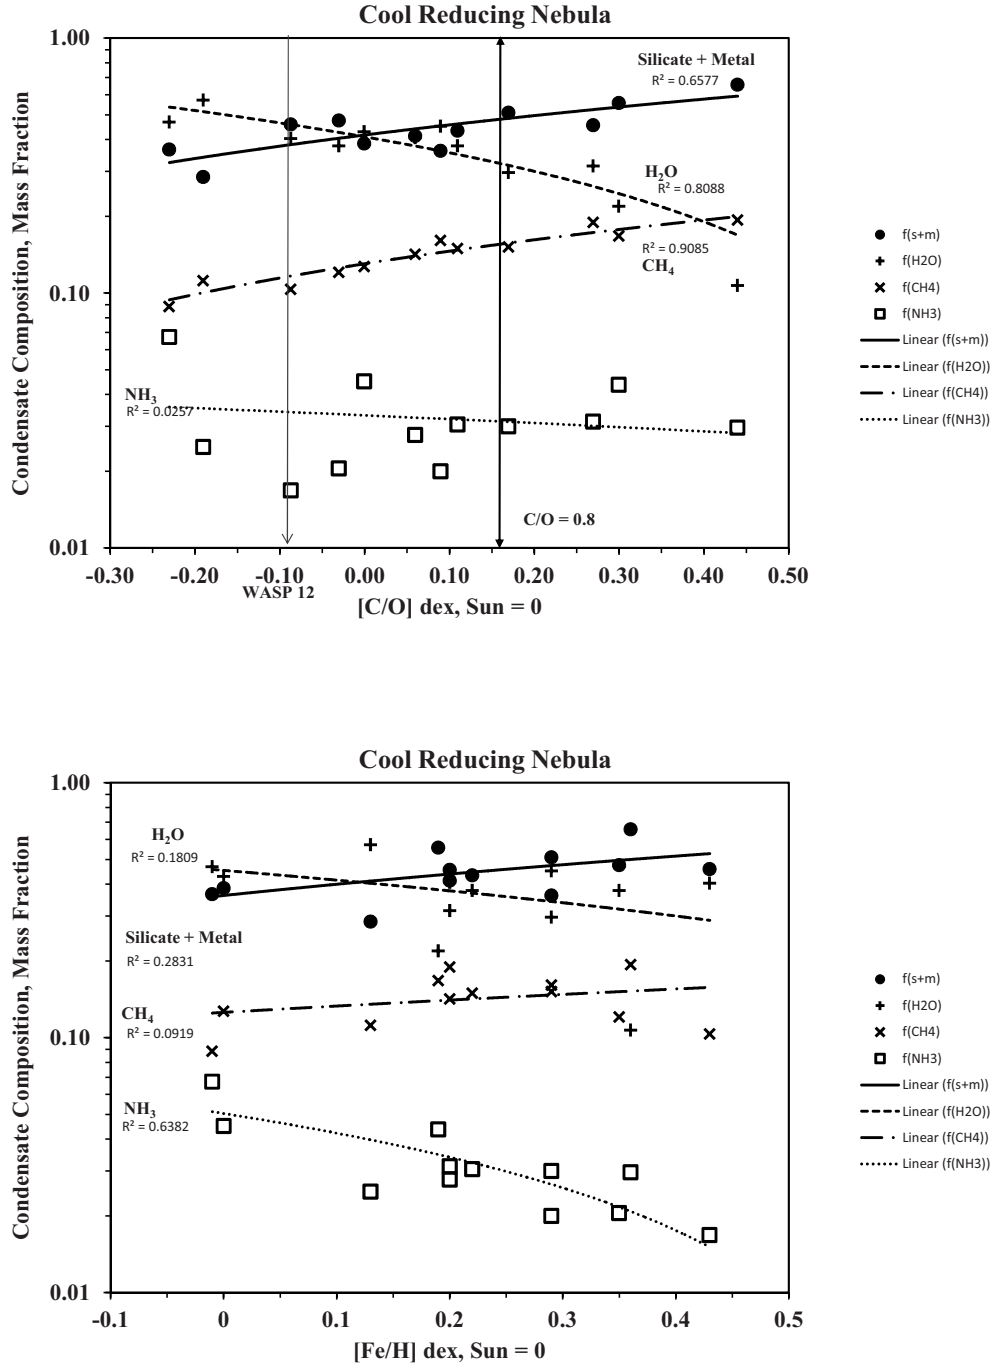 Cool Reducing Nebula
Condensate Composition, Mass Fraction
1.00
0.10
0.01
Silicate + Metal
R² = 0.6577
H₂O
R² = 0.8088
R² = 0.9085
CH₄
NH₃
R² = 0.0257
C/O = 0.8
-0.30 -0.20 -0.10 0.00 0.10 0.20 0.30 0.40 0.50
WASP 12
[C/O] dex, Sun = 0
f(s+m)
f(H2O)
f(CH4)
f(NH3)
Linear (f(s+m))
Linear (f(H2O))
Linear (f(CH4))
Linear (f(NH3))
Cool Reducing Nebula
Condensate Composition, Mass Fraction
1.00
0.10
0.01
H₂O
R² = 0.1809
Silicate + Metal
R² = 0.2831
CH₄
R² = 0.0919
NH₃
R² = 0.6382
-0.1 0 0.1 0.2 0.3 0.4 0.5
[Fe/H] dex, Sun = 0
f(s+m)
f(H2O)
f(CH4)
f(NH3)
Linear (f(s+m))
Linear (f(H2O))
Linear (f(CH4))
Linear (f(NH3))